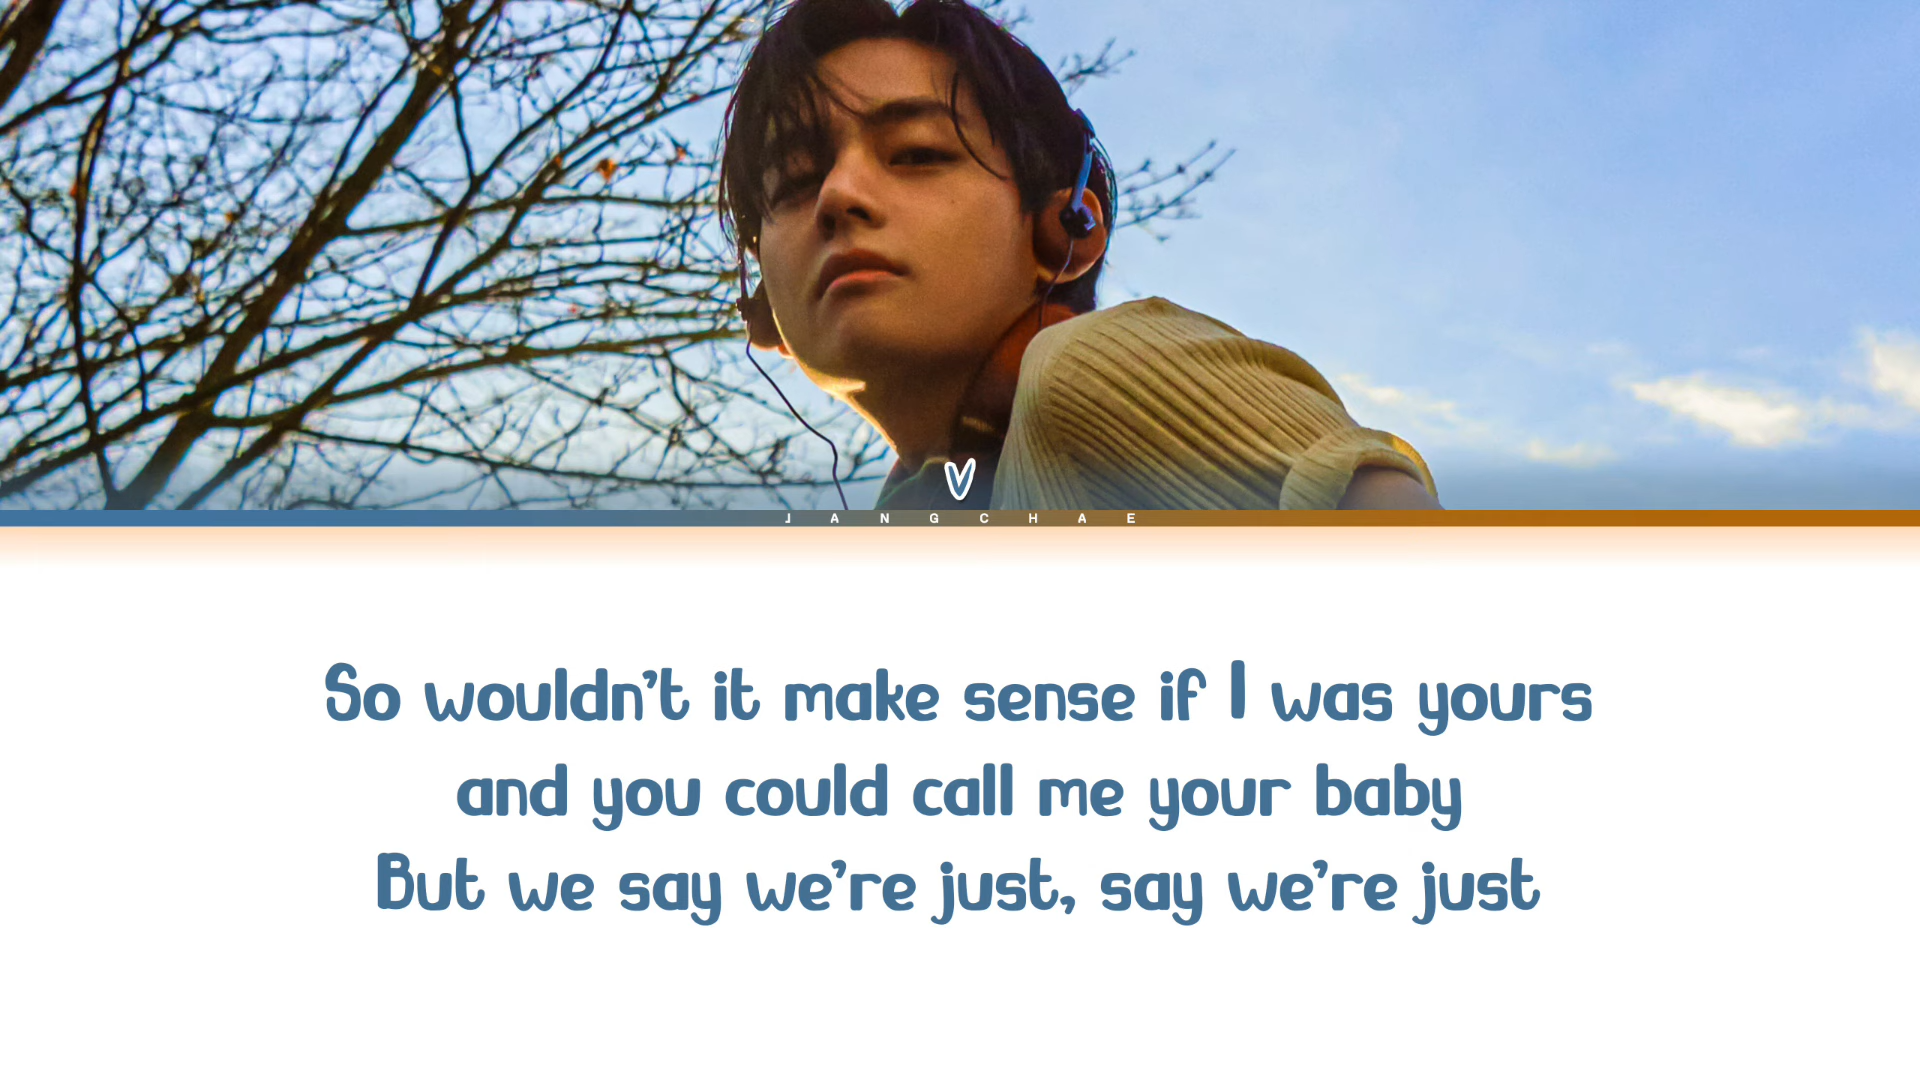 V
JANGCHAE
So wouldn't it make sense if I was yours
and you could call me your baby
But we say we're just, say we're just